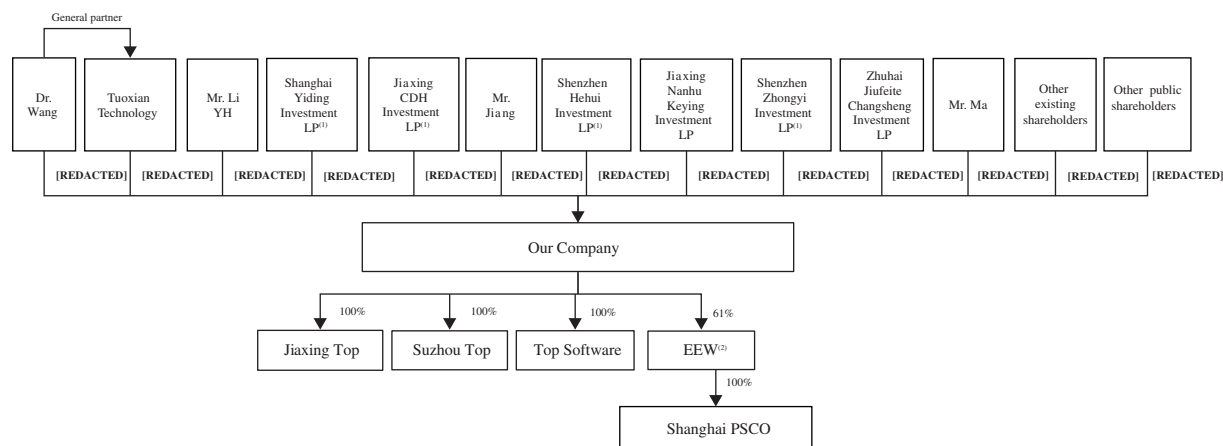 General partner
Dr.
Wang
Tuoxian
Technology
Mr. Li
YH
Shanghai
Yiding
Investment
LP(1)
Jiaxing
CDH
Investment
LP(1)
Mr.
Jiang
Shenzhen
Hehui
Investment
LP(1)
Jiaxing
Nanhu
Keying
Investment
LP
Shenzhen
Zhongyi
Investment
LP(1)
Zhuhai
Jiufeite
Changsheng
Investment
LP
Mr. Ma
Other
existing
shareholders
Other public
shareholders
[REDACTED] [REDACTED] [REDACTED] [REDACTED] [REDACTED] [REDACTED] [REDACTED] [REDACTED] [REDACTED] [REDACTED] [REDACTED] [REDACTED] [REDACTED]
Our Company
100% 100% 100% 61%
Jiaxing Top Suzhou Top Top Software EEW(2)
100%
Shanghai PSCO